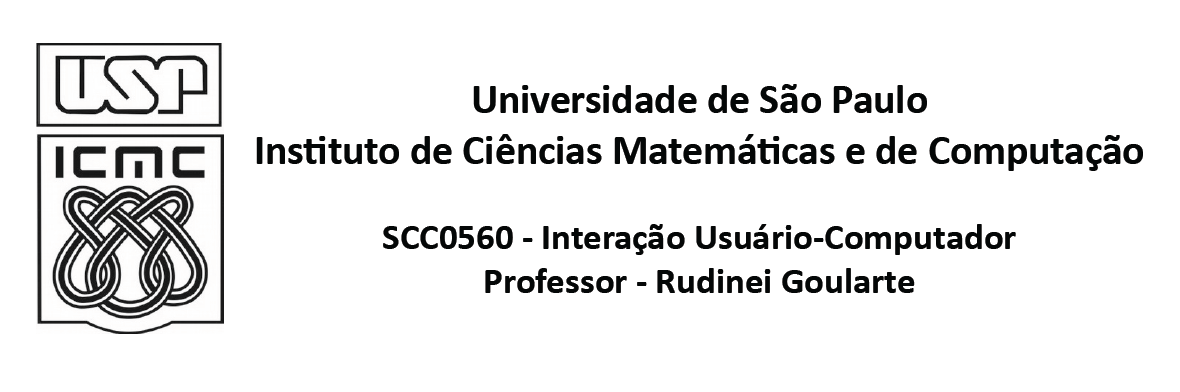 USP
ICMC
Universidade de São Paulo
Instituto de Ciências Matemáticas e de Computação
SCC0560 - Interação Usuário-Computador
Professor - Rudinei Goularte